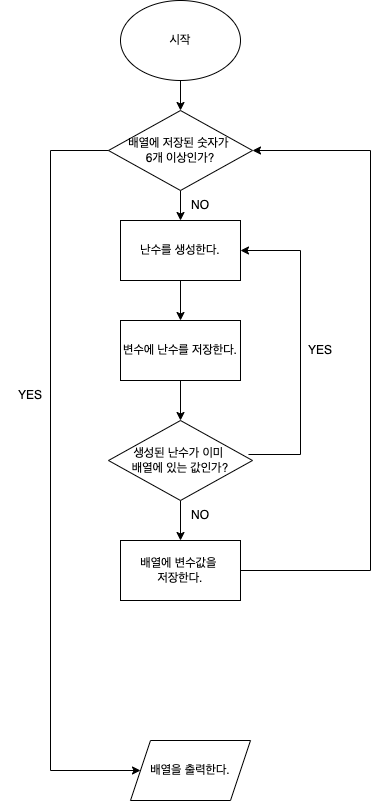 시작
배열에 저장된 숫자가
6개 이상인가?
NO
난수를 생성한다.
변수에 난수를 저장한다.
YES
YES
생성된 난수가 이미
배열에 있는 값인가?
NO
배열에 변수값을
저장한다.
배열을 출력한다.